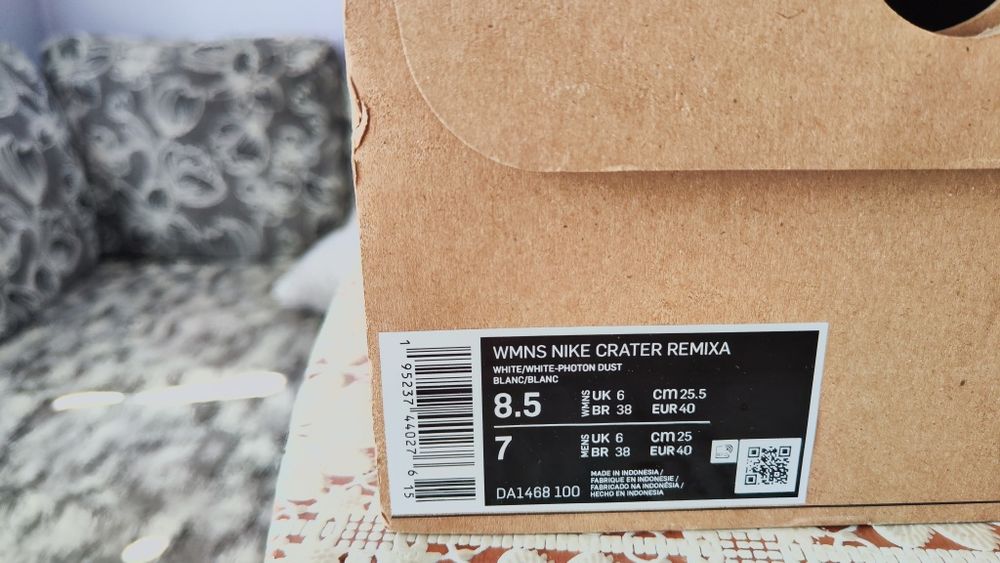 WMNS NIKE CRATER REMIXA
WHITE/WHITE-PHOTON DUST
BLANC/BLANC
8.5 WMNS UK 6 cm 25.5
BR 38 EUR 40
7 MENS UK 6 cm 25
BR 38 EUR 40
DA1468 100
MADE IN INDONESIA /
FABRIQUE EN INDONESIE /
FABRICADO NA INDONÉSIA /
HECHO EN INDONESIA
1 95237 44027 6 15